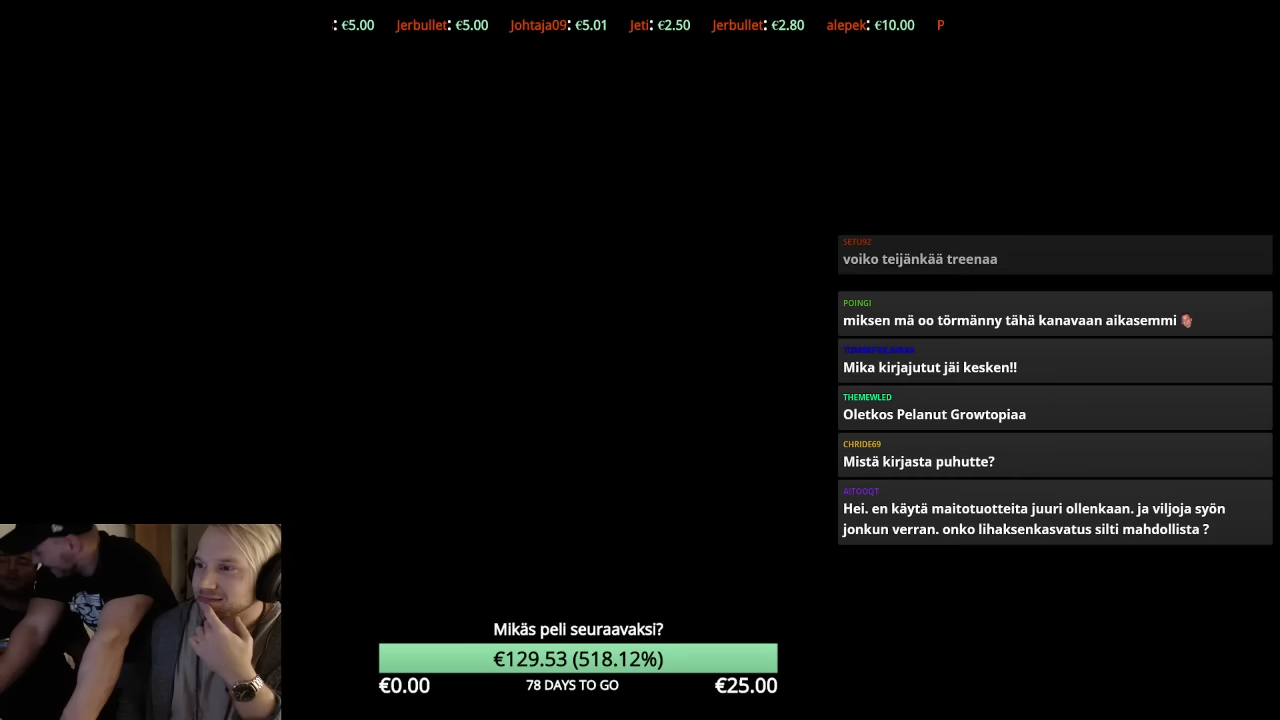 : €5.00 Jerbullet: €5.00 Johtaja09: €5.01 Jeti: €2.50 Jerbullet: €2.80 alepek: €10.00 P
SETU92
voiko teijänkää treenaa
POINGI
miksen mä oo törmänny tähä kanavaan aikasemmi
Mika kirjajutut jäi kesken!!
THEMEWLED
Oletkos Pelanut Growtopiaa
CHRIDE69
Mistä kirjasta puhutte?
AITOOQT
Hei. en käytä maitotuotteita juuri ollenkaan. ja viljoja syön
jonkun verran. onko lihaksenkasvatus silti mahdollista ?
Mikäs peli seuraavaksi?
€129.53 (518.12%)
€0.00 78 DAYS TO GO €25.00